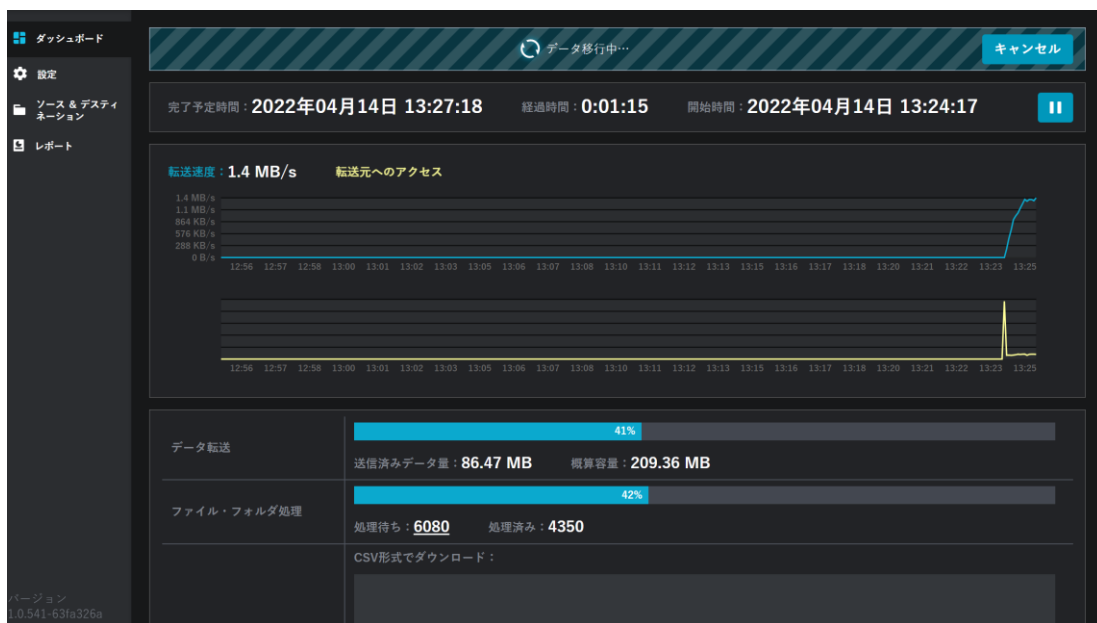 ダッシュボード
設定
ソース & デスティ
ネーション
レポート
バージョン
1.0.541-63fa326a
データ移行中…
キャンセル
完了予定時間：2022年04月14日 13:27:18 経過時間：0:01:15 開始時間：2022年04月14日 13:24:17
転送速度：1.4 MB/s 転送元へのアクセス
1.4 MB/s
1.1 MB/s
864 KB/s
576 KB/s
288 KB/s
0 B/s
12:56 12:57 12:58 13:00 13:01 13:02 13:03 13:05 13:06 13:07 13:08 13:10 13:11 13:12 13:13 13:15 13:16 13:17 13:18 13:20 13:21 13:22 13:23 13:25
12:56 12:57 12:58 13:00 13:01 13:02 13:03 13:05 13:06 13:07 13:08 13:10 13:11 13:12 13:13 13:15 13:16 13:17 13:18 13:20 13:21 13:22 13:23 13:25
データ転送
41%
送信済みデータ量：86.47 MB 概算容量：209.36 MB
ファイル・フォルダ処理
42%
処理待ち：6080 処理済み：4350
CSV形式でダウンロード：